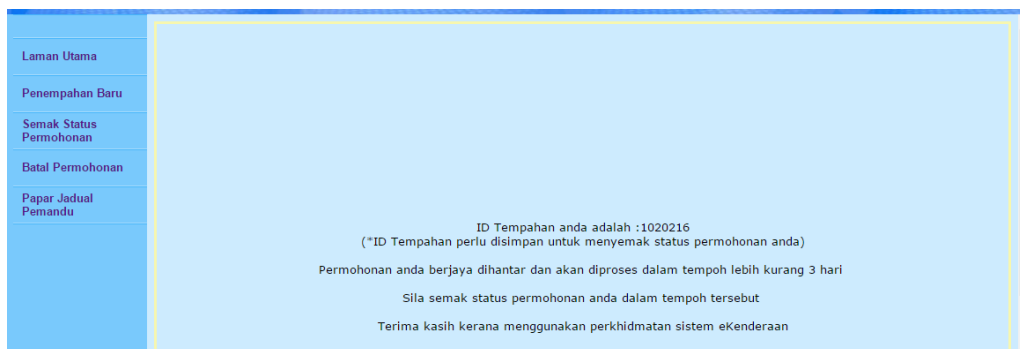 Laman Utama
Penempahan Baru
Semak Status
Permohonan
Batal Permohonan
Papar Jadual
Pemandu
ID Tempahan anda adalah :1020216
(*ID Tempahan perlu disimpan untuk menyemak status permohonan anda)
Permohonan anda berjaya dihantar dan akan diproses dalam tempoh lebih kurang 3 hari
Sila semak status permohonan anda dalam tempoh tersebut
Terima kasih kerana menggunakan perkhidmatan sistem eKenderaan